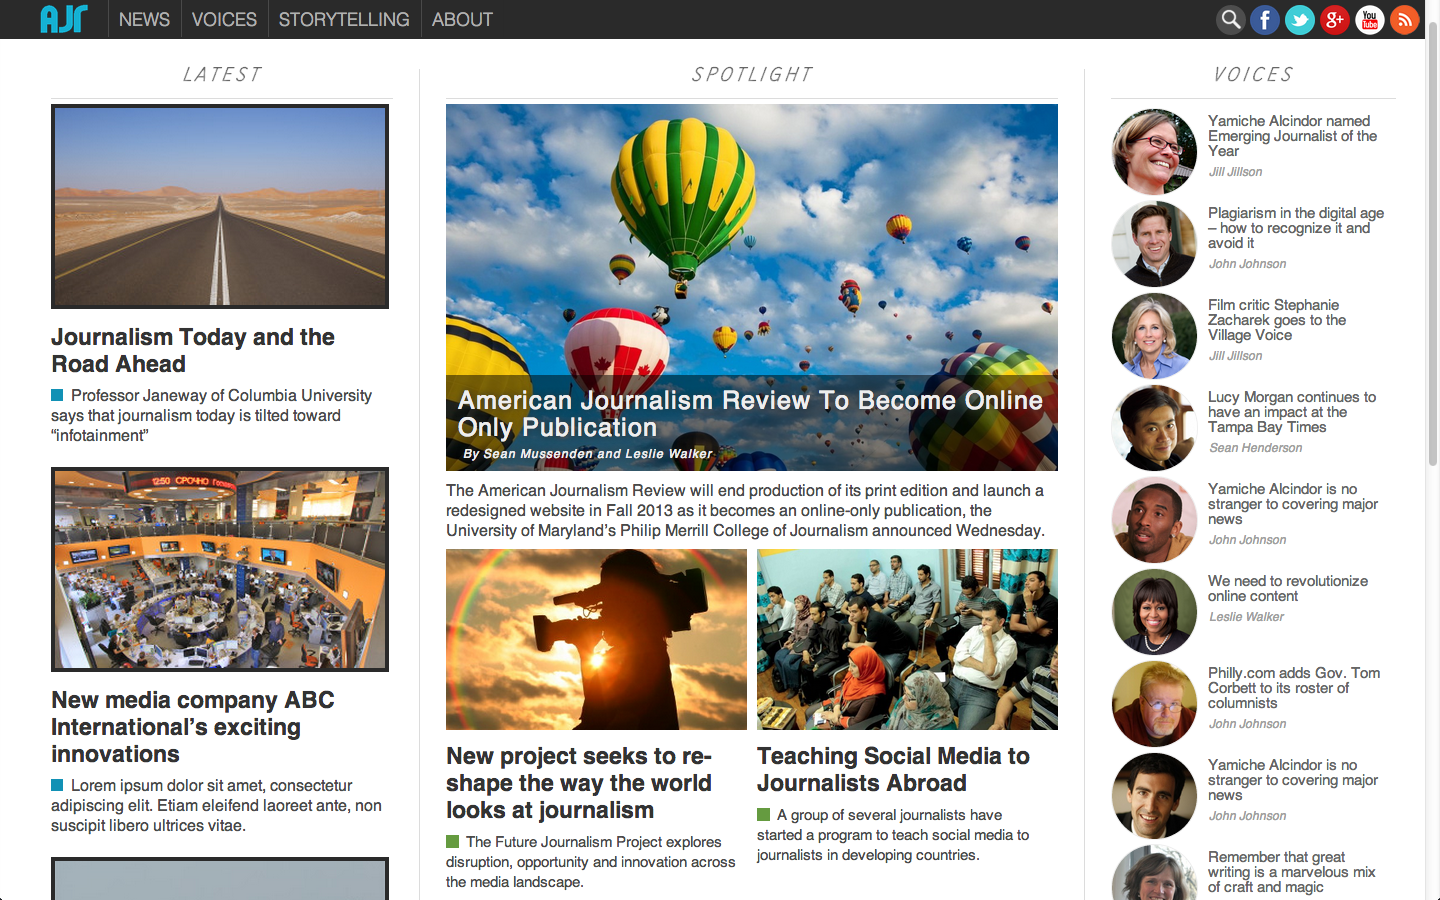 AJR
NEWS
VOICES
STORYTELLING
ABOUT
f
g+
You
Tube
LATEST
Journalism Today and the
Road Ahead
Professor Janeway of Columbia University
says that journalism today is tilted toward
“infotainment”
12:50 СРОЧНО
New media company ABC
International’s exciting
innovations
Lorem ipsum dolor sit amet, consectetur
adipiscing elit. Etiam eleifend laoreet ante, non
suscipit libero ultrices vitae.
SPOTLIGHT
American Journalism Review To Become Online
Only Publication
By Sean Mussenden and Leslie Walker
The American Journalism Review will end production of its print edition and launch a
redesigned website in Fall 2013 as it becomes an online-only publication, the
University of Maryland’s Philip Merrill College of Journalism announced Wednesday.
New project seeks to re-
shape the way the world
looks at journalism
The Future Journalism Project explores
disruption, opportunity and innovation across
the media landscape.
Teaching Social Media to
Journalists Abroad
A group of several journalists have
started a program to teach social media to
journalists in developing countries.
VOICES
Yamiche Alcindor named
Emerging Journalist of the
Year
Jill Jillson
Plagiarism in the digital age
– how to recognize it and
avoid it
John Johnson
Film critic Stephanie
Zacharek goes to the
Village Voice
Jill Jillson
Lucy Morgan continues to
have an impact at the
Tampa Bay Times
Sean Henderson
Yamiche Alcindor is no
stranger to covering major
news
John Johnson
We need to revolutionize
online content
Leslie Walker
Philly.com adds Gov. Tom
Corbett to its roster of
columnists
John Johnson
Yamiche Alcindor is no
stranger to covering major
news
John Johnson
Remember that great
writing is a marvelous mix
of craft and magic